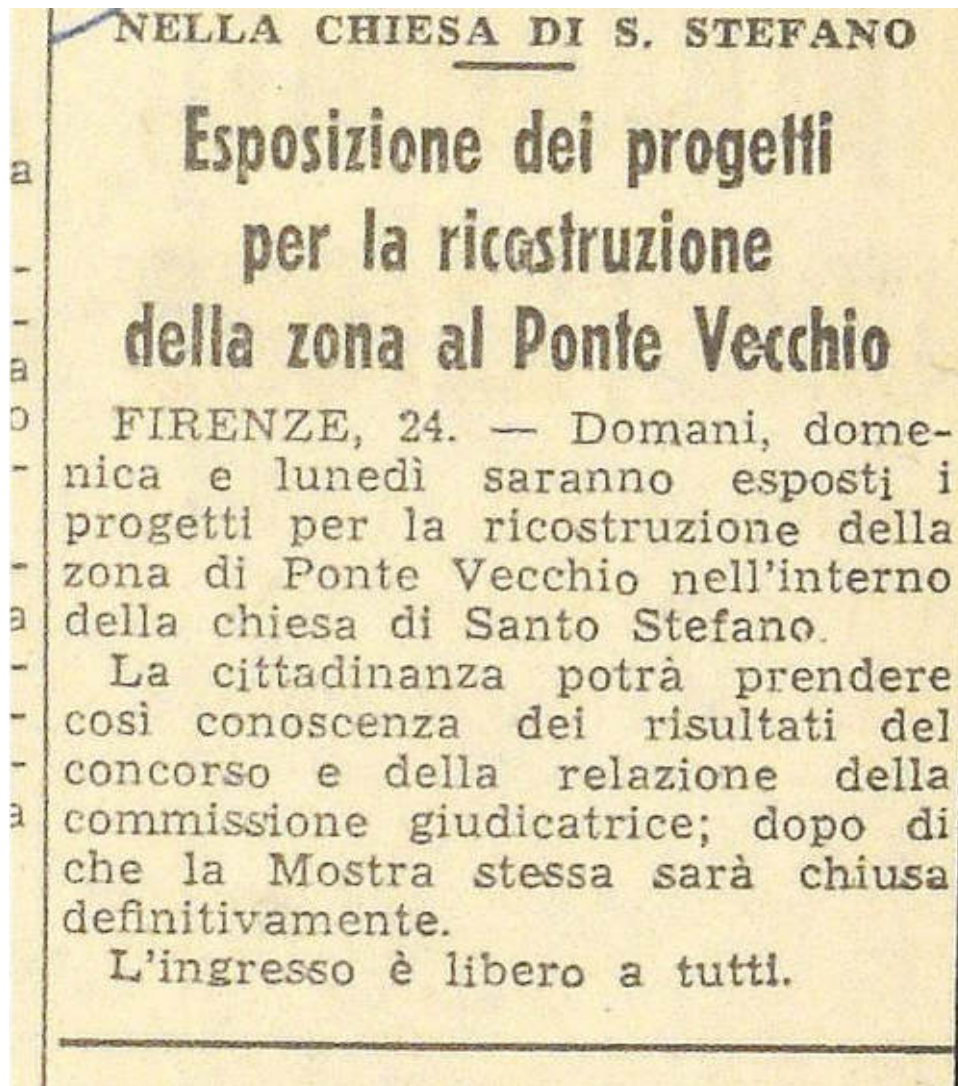 NELLA CHIESA DI S. STEFANO
Esposizione dei progetti
per la ricostruzione
della zona al Ponte Vecchio
FIRENZE, 24. — Domani, dome-
nica e lunedì saranno esposti i
progetti per la ricostruzione della
zona di Ponte Vecchio nell'interno
della chiesa di Santo Stefano.
La cittadinanza potrà prendere
così conoscenza dei risultati del
concorso e della relazione della
commissione giudicatrice; dopo di
che la Mostra stessa sarà chiusa
definitivamente.
L'ingresso è libero a tutti.